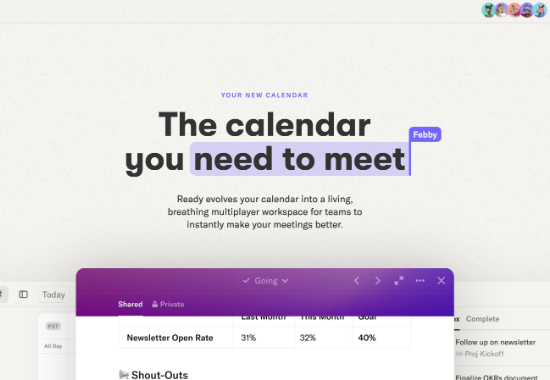 YOUR NEW CALENDAR
The calendar
you need to meet
Febby
Ready evolves your calendar into a living,
breathing multiplayer workspace for teams to
instantly make your meetings better.
Going
Today
Shared
Private
Complete
PST
All Day
Last Month
This Month
Goal
Newsletter Open Rate
31%
32%
40%
Shout-Outs
Follow up on newsletter
Proj Kickoff
Finalize OKRs document